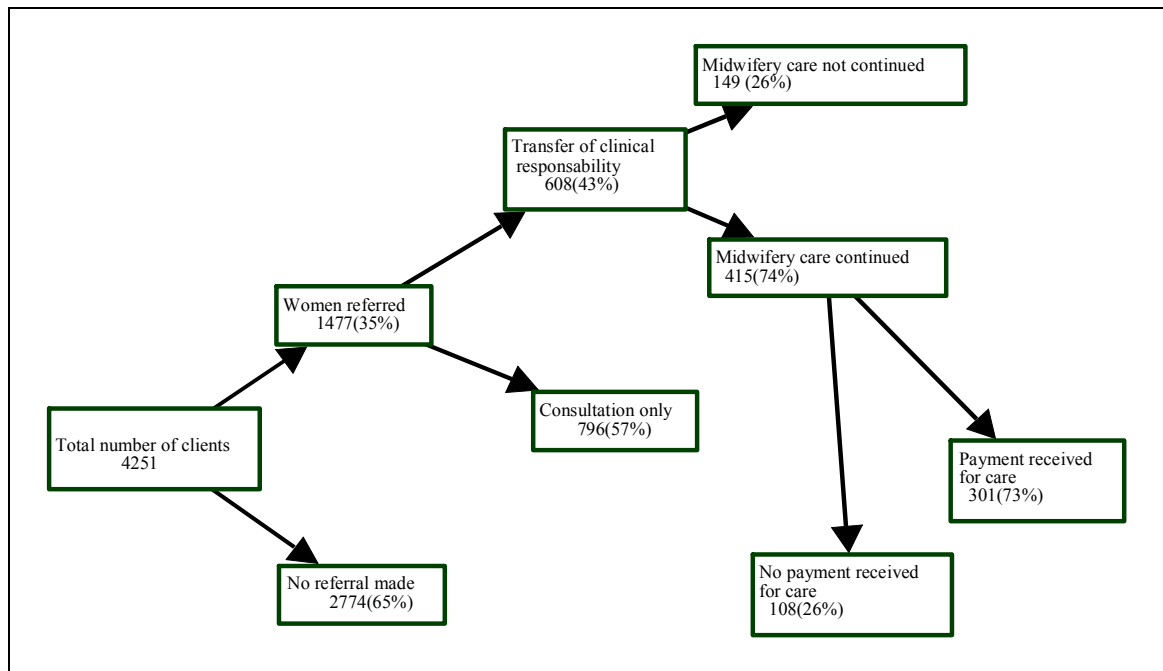 Midwifery care not continued
149 (26%)
Transfer of clinical
responsability
608(43%)
Midwifery care continued
415(74%)
Women referred
1477(35%)
Consultation only
796(57%)
Total number of clients
4251
Payment received
for care
301(73%)
No referral made
2774(65%)
No payment received
for care
108(26%)